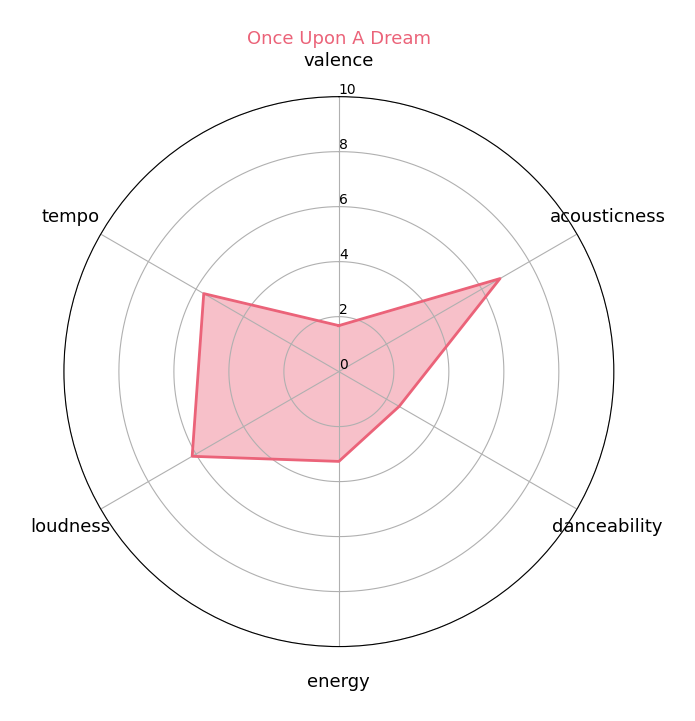 Once Upon A Dream
valence
10
8
6
4
2
0
tempo
acousticness
loudness
danceability
energy